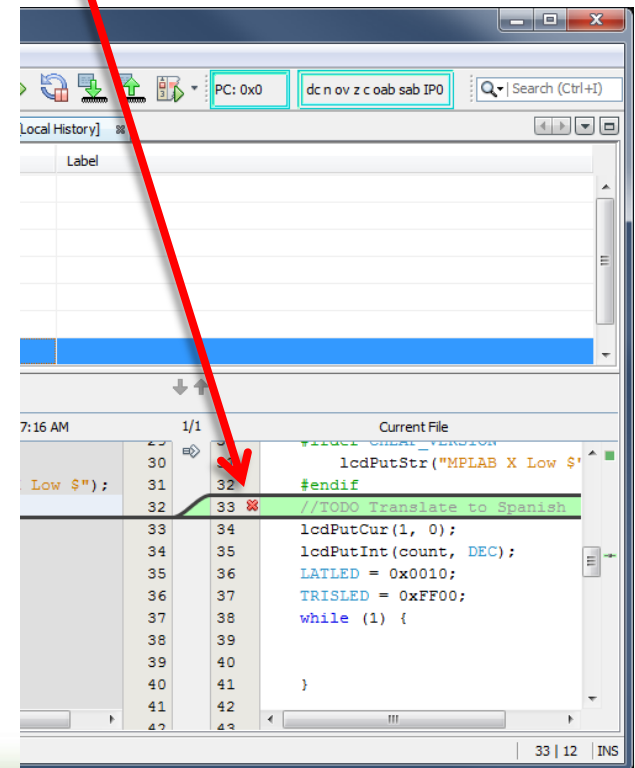 PC: 0x0 dc n ov z c oab sab IP0 Search (Ctrl+I)
Local History]
Label
7:16 AM 1/1 Current File
30 lcdPutStr("MPLAB X Low $'
Low $"); 31 32 #endif
32 33 //TODO Translate to Spanish
33 34 lcdPutCur(1, 0);
34 35 lcdPutInt(count, DEC);
35 36 LATLED = 0x0010;
36 37 TRISLED = 0xFF00;
37 38 while (1) {
38 39
39 40
40 41 }
41 42
42 43
33 | 12 INS